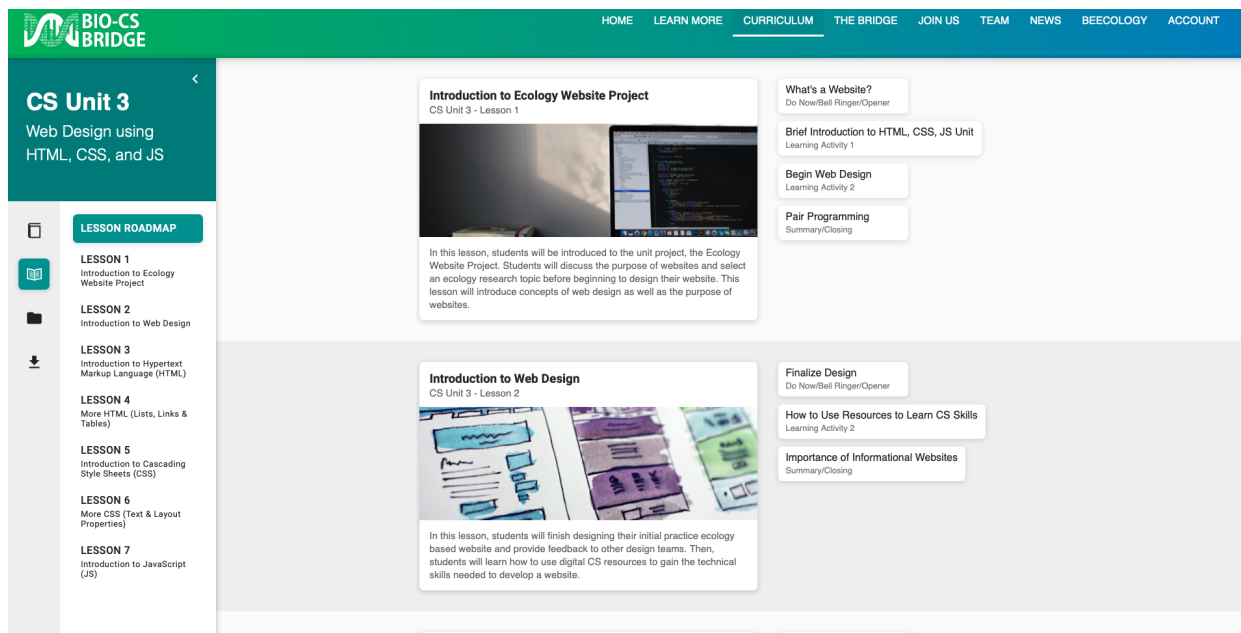 BIO-CS
BRIDGE
HOME LEARN MORE CURRICULUM THE BRIDGE JOIN US TEAM NEWS BEECOLOGY ACCOUNT
CS Unit 3
Web Design using
HTML, CSS, and JS
LESSON ROADMAP
LESSON 1
Introduction to Ecology
Website Project
LESSON 2
Introduction to Web Design
LESSON 3
Introduction to Hypertext
Markup Language (HTML)
LESSON 4
More HTML (Lists, Links &
Tables)
LESSON 5
Introduction to Cascading
Style Sheets (CSS)
LESSON 6
More CSS (Text & Layout
Properties)
LESSON 7
Introduction to JavaScript
(JS)
Introduction to Ecology Website Project
CS Unit 3 - Lesson 1
In this lesson, students will be introduced to the unit project, the Ecology
Website Project. Students will discuss the purpose of websites and select
an ecology research topic before beginning to design their website. This
lesson will introduce concepts of web design as well as the purpose of
websites.
What's a Website?
Do Now/Bell Ringer/Opener
Brief Introduction to HTML, CSS, JS Unit
Learning Activity 1
Begin Web Design
Learning Activity 2
Pair Programming
Summary/Closing
Introduction to Web Design
CS Unit 3 - Lesson 2
In this lesson, students will finish designing their initial practice ecology
based website and provide feedback to other design teams. Then,
students will learn how to use digital CS resources to gain the technical
skills needed to develop a website.
Finalize Design
Do Now/Bell Ringer/Opener
How to Use Resources to Learn CS Skills
Learning Activity 2
Importance of Informational Websites
Summary/Closing